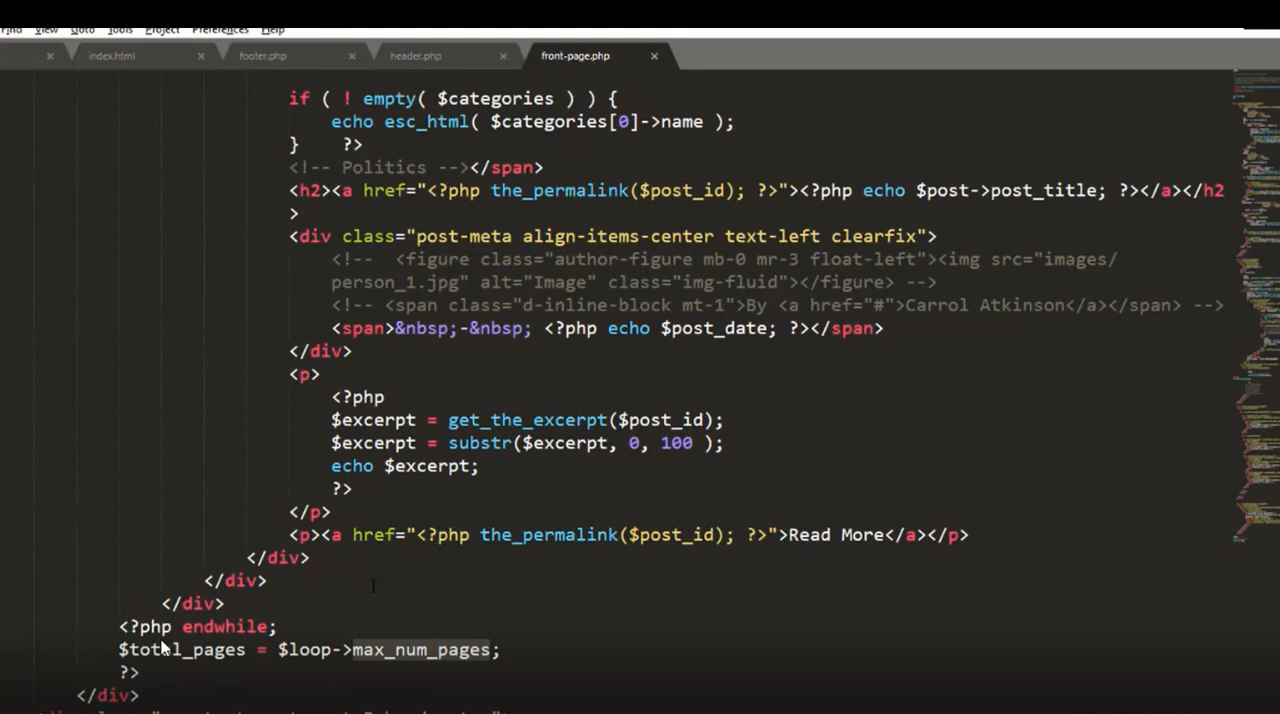 Find View Goto Tools Project Preferences Help
index.html footer.php header.php front-page.php
if ( ! empty( $categories ) ) {
echo esc_html( $categories[0]->name );
} ?>
<!-- Politics --></span>
<h2><a href="<?php the_permalink($post_id); ?>"><?php echo $post->post_title; ?></a></h2
>
<div class="post-meta align-items-center text-left clearfix">
<!-- <figure class="author-figure mb-0 mr-3 float-left"><img src="images/
person_1.jpg" alt="Image" class="img-fluid"></figure> -->
<!-- <span class="d-inline-block mt-1">By <a href="#">Carrol Atkinson</a></span> -->
<span>&nbsp;-&nbsp; <?php echo $post_date; ?></span>
</div>
<p>
<?php
$excerpt = get_the_excerpt($post_id);
$excerpt = substr($excerpt, 0, 100 );
echo $excerpt;
?>
</p>
<p><a href="<?php the_permalink($post_id); ?>">Read More</a></p>
</div>
</div>
</div>
<?php endwhile;
$total_pages = $loop->max_num_pages;
?>
</div>